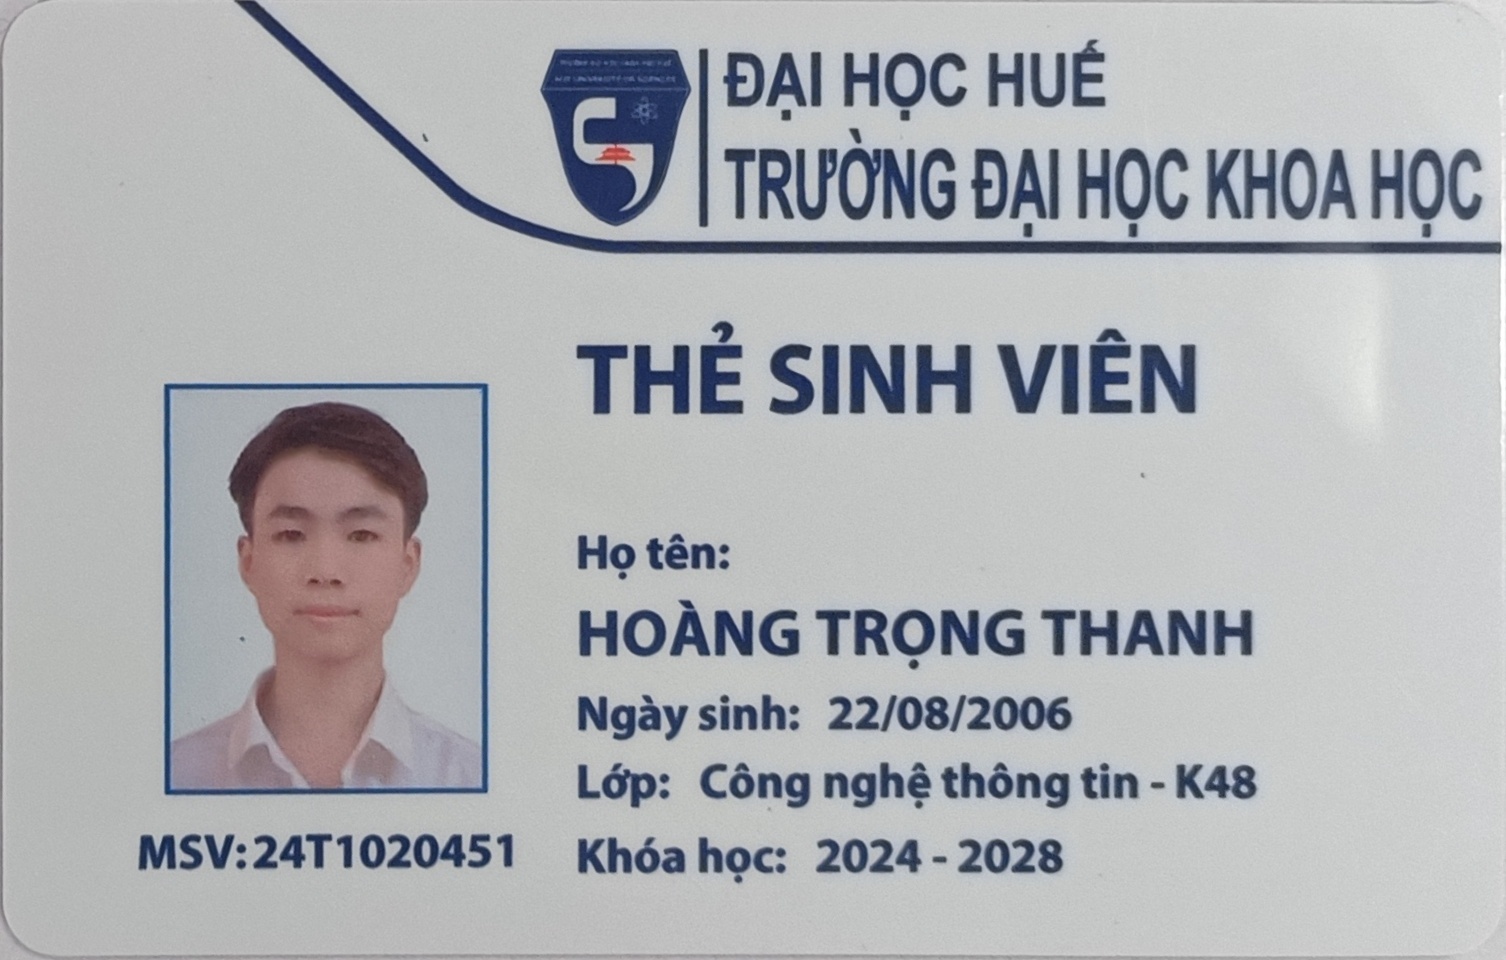 ĐẠI HỌC HUẾ
TRƯỜNG ĐẠI HỌC KHOA HỌC
THẺ SINH VIÊN
Họ tên:
HOÀNG TRỌNG THANH
Ngày sinh: 22/08/2006
Lớp: Công nghệ thông tin - K48
Khóa học: 2024 - 2028
MSV:24T1020451